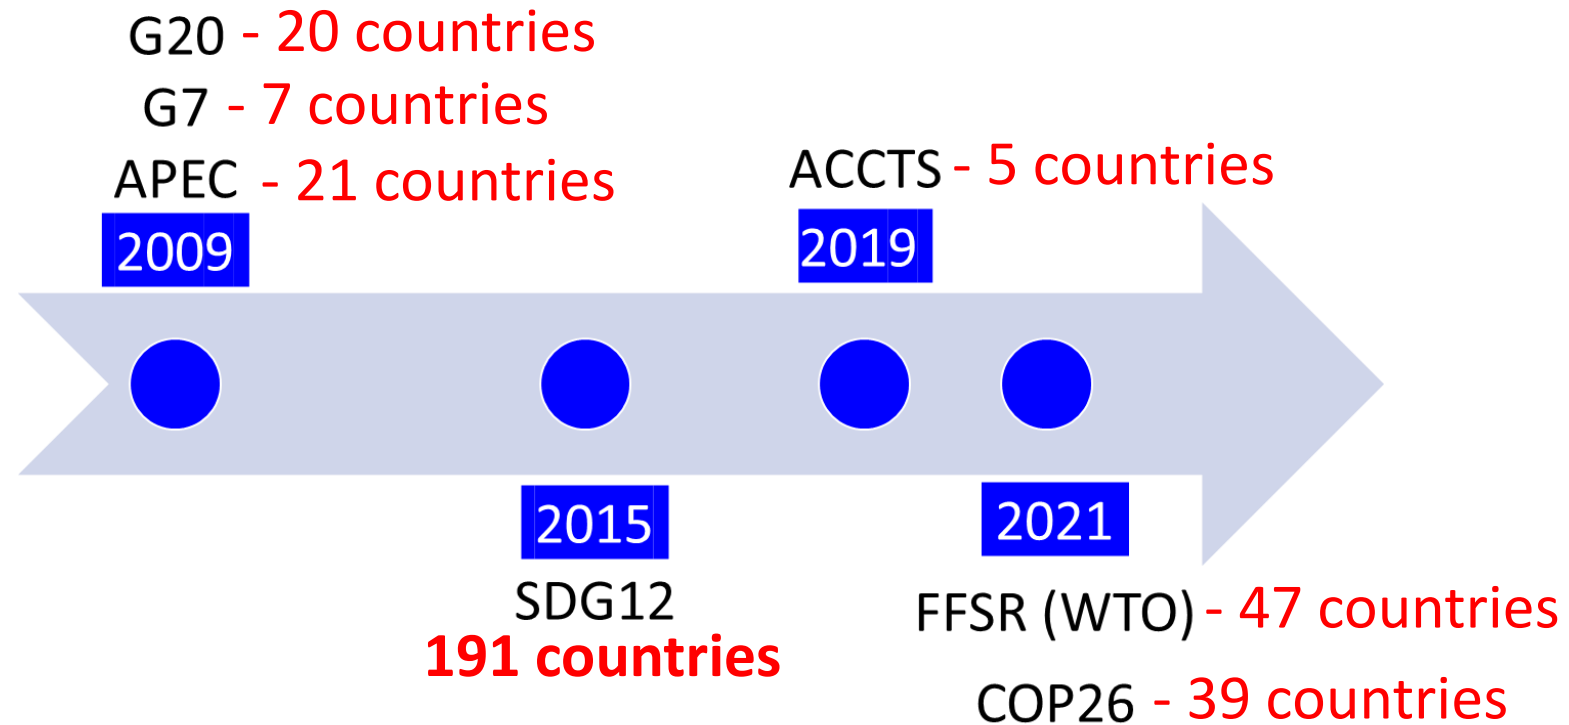 G20 - 20 countries
G7 - 7 countries
APEC - 21 countries
2009
ACCTS - 5 countries
2019
2015
SDG12
191 countries
2021
FFSR (WTO) - 47 countries
COP26 - 39 countries